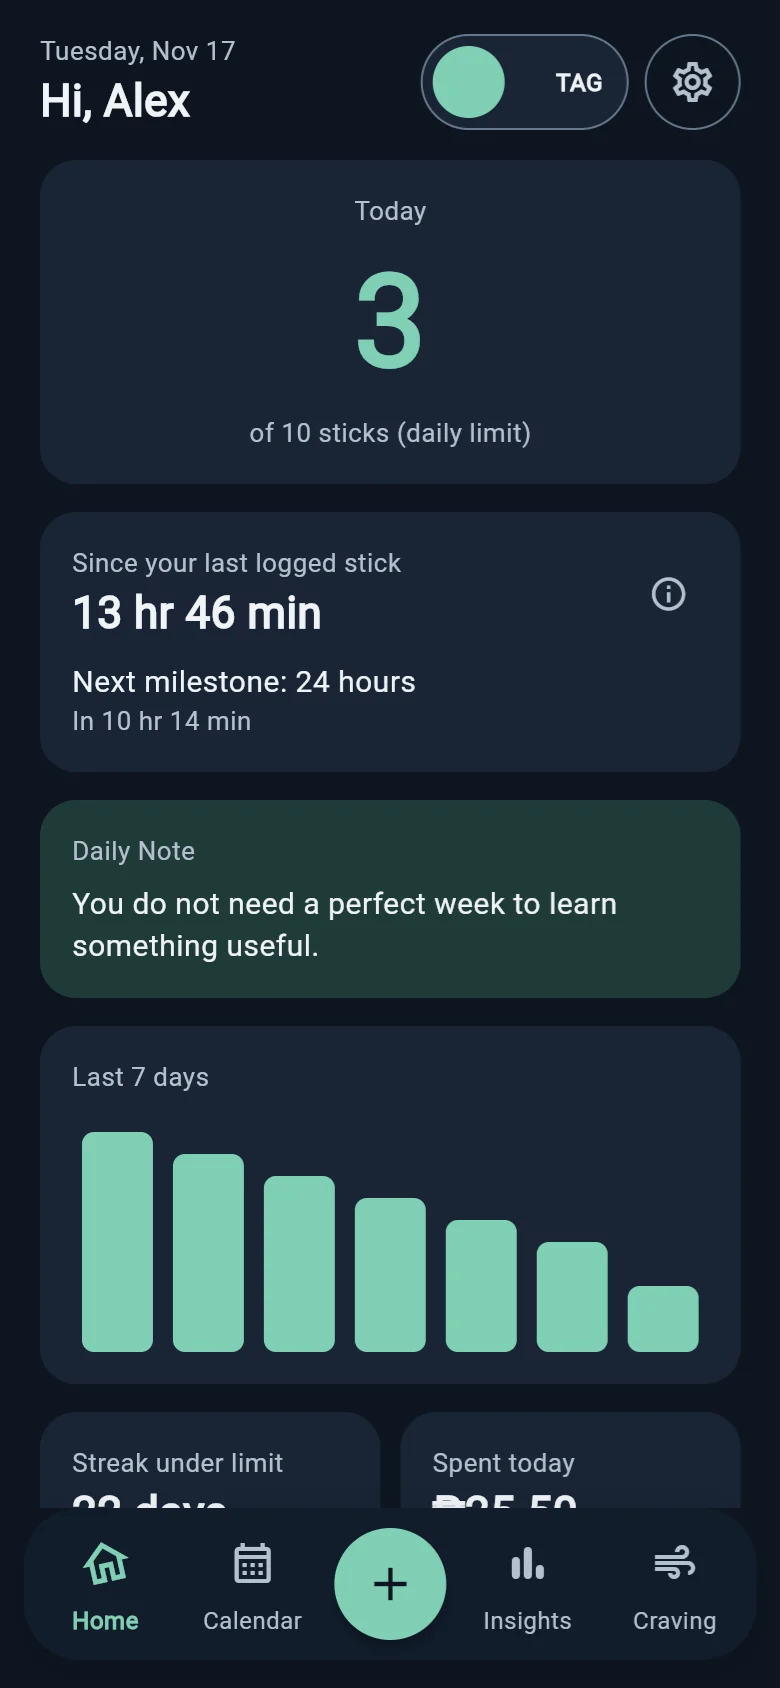 Tuesday, Nov 17
Hi, Alex
TAG
Today
3
of 10 sticks (daily limit)
Since your last logged stick
13 hr 46 min
Next milestone: 24 hours
In 10 hr 14 min
Daily Note
You do not need a perfect week to learn
something useful.
Last 7 days
Streak under limit
Spent today
Home
Calendar
Insights
Craving